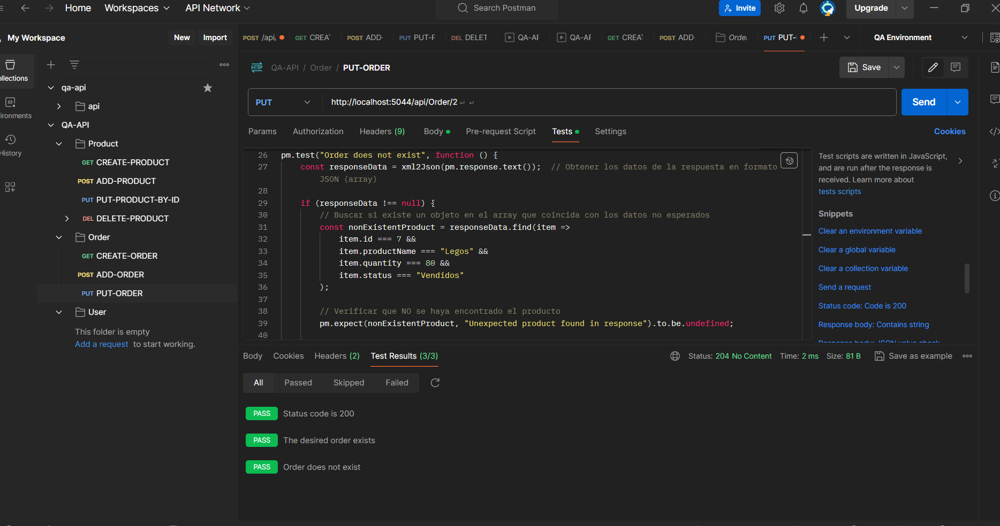 Home Workspaces API Network Search Postman Invite Upgrade
My Workspace New Import POST /api, GET CREA POST ADD- PUT PUT-F DEL DELET QA-AF QA-AF GET CREA POST ADD- Orde PUT PUT- QA Environment
ollections
ironments
History
qa-api
api
QA-API
Product
GET CREATE-PRODUCT
POST ADD-PRODUCT
PUT PUT-PRODUCT-BY-ID
DEL DELETE-PRODUCT
Order
GET CREATE-ORDER
POST ADD-ORDER
PUT PUT-ORDER
User
This folder is empty
Add a request to start working.
HTTP QA-API / Order / PUT-ORDER Save
PUT http://localhost:5044/api/Order/2 ↵ ↵ Send
Params Authorization Headers (9) Body Pre-request Script Tests Settings Cookies
26 pm.test("Order does not exist", function () {
27 const responseData = xml2Json(pm.response.text()); // Obtener los datos de la respuesta en formato
JSON (array)
28
29 if (responseData !== null) {
30 // Buscar si existe un objeto en el array que coincida con los datos no esperados
31 const nonExistentProduct = responseData.find(item =>
32 item.id === 7 &&
33 item.productName === "Legos" &&
34 item.quantity === 80 &&
35 item.status === "Vendidos"
36 );
37
38 // Verificar que NO se haya encontrado el producto
39 pm.expect(nonExistentProduct, "Unexpected product found in response").to.be.undefined;
40
Test scripts are written in JavaScript,
and are run after the response is
received. Learn more about
tests scripts
Snippets
Clear an environment variable
Clear a global variable
Clear a collection variable
Send a request
Status code: Code is 200
Response body: Contains string
Response body: JSON value check
Body Cookies Headers (2) Test Results (3/3) Status: 204 No Content Time: 2 ms Size: 81 B Save as example
All Passed Skipped Failed
PASS Status code is 200
PASS The desired order exists
PASS Order does not exist